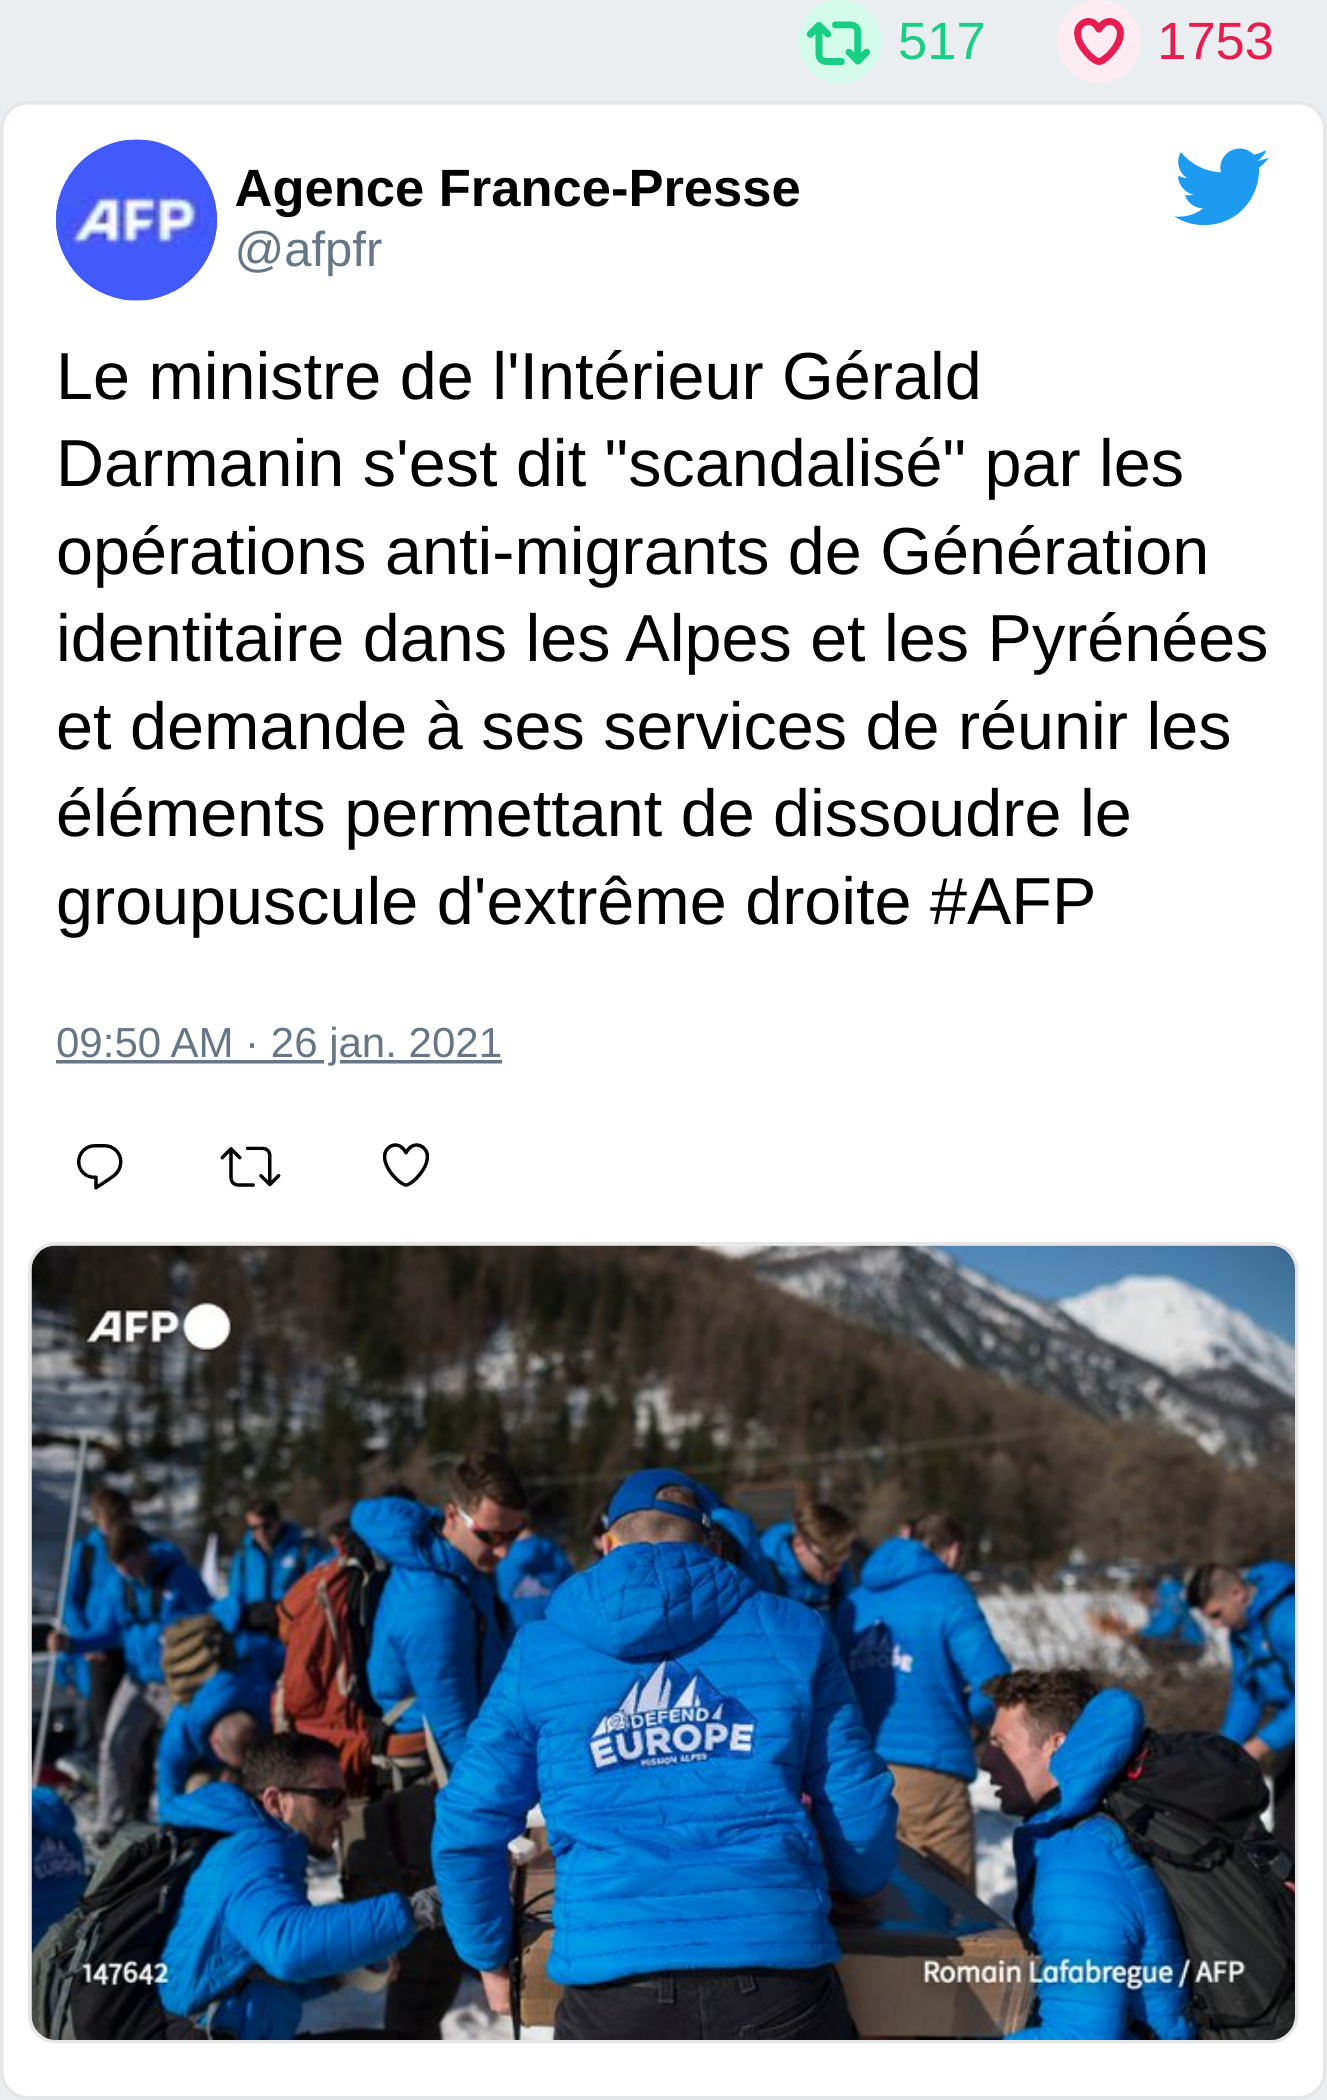 517 1753
AFP
Agence France-Presse
@afpfr
Le ministre de l'Intérieur Gérald
Darmanin s'est dit "scandalisé" par les
opérations anti-migrants de Génération
identitaire dans les Alpes et les Pyrénées
et demande à ses services de réunir les
éléments permettant de dissoudre le
groupuscule d'extrême droite #AFP
09:50 AM · 26 jan. 2021
AFP
DEFEND
EUROPE
MISSION ALPES
147642
Romain Lafabregue / AFP